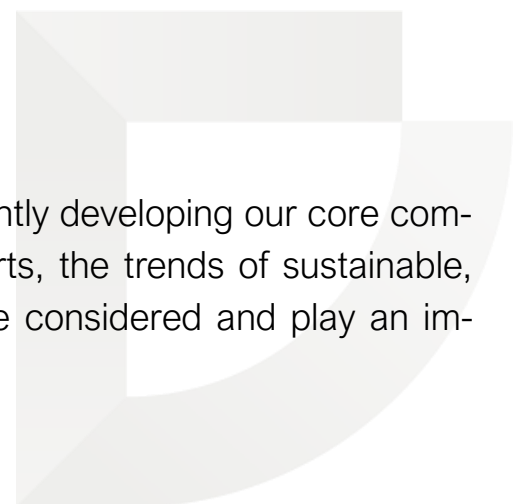 ntly developing our core com-
rts, the trends of sustainable,
considered and play an im-